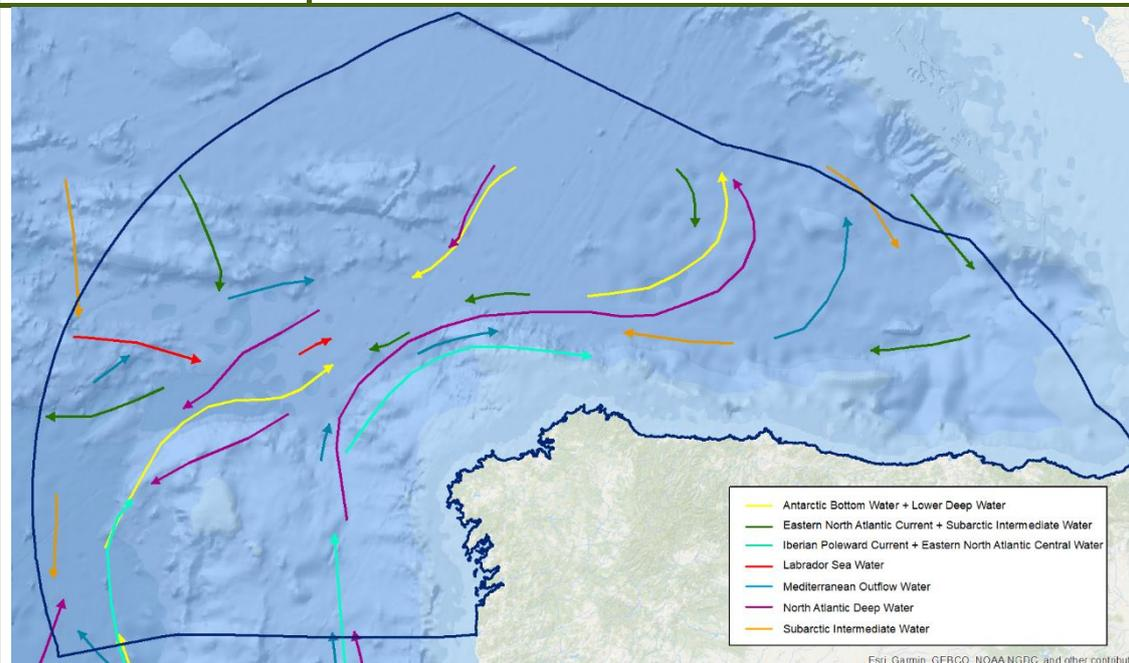 Antarctic Bottom Water + Lower Deep Water
Eastern North Atlantic Current + Subarctic Intermediate Water
Iberian Poleward Current + Eastern North Atlantic Central Water
Labrador Sea Water
Mediterranean Outflow Water
North Atlantic Deep Water
Subarctic Intermediate Water
Esri, Garmin, GEBCO, NOAA NGDC, and other contribut